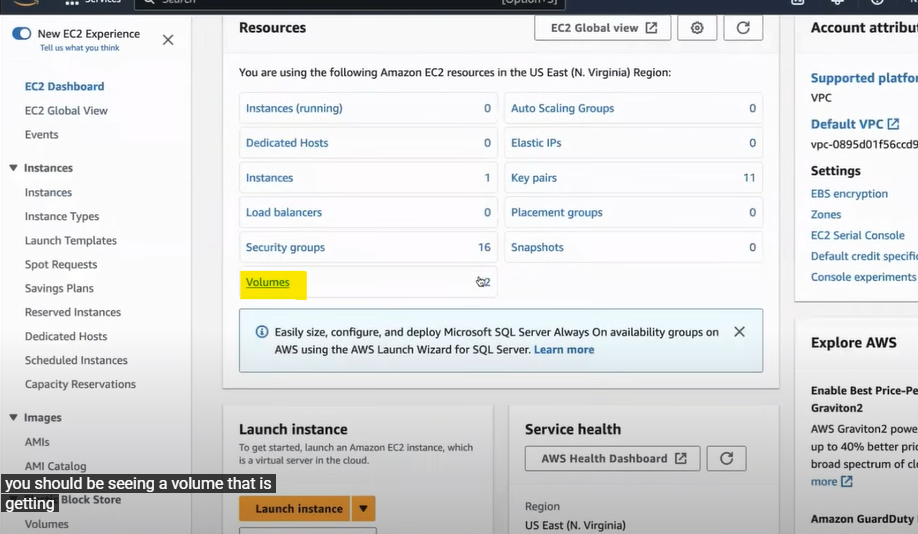 Services
Search
[Option+S]
New EC2 Experience
Tell us what you think
EC2 Dashboard
EC2 Global View
Events
Instances
Instances
Instance Types
Launch Templates
Spot Requests
Savings Plans
Reserved Instances
Dedicated Hosts
Scheduled Instances
Capacity Reservations
Images
AMIs
AMI Catalog
Block Store
Volumes
Resources
EC2 Global view
You are using the following Amazon EC2 resources in the US East (N. Virginia) Region:
Instances (running) 0
Auto Scaling Groups 0
Dedicated Hosts 0
Elastic IPs 0
Instances 1
Key pairs 11
Load balancers 0
Placement groups 0
Security groups 16
Snapshots 0
Volumes 2
Easily size, configure, and deploy Microsoft SQL Server Always On availability groups on
AWS using the AWS Launch Wizard for SQL Server. Learn more
Launch instance
To get started, launch an Amazon EC2 instance, which
is a virtual server in the cloud.
Launch instance
Service health
AWS Health Dashboard
Region
US East (N. Virginia)
Account attribu
Supported platfor
VPC
Default VPC
vpc-0895d01f56ccd9
Settings
EBS encryption
Zones
EC2 Serial Console
Default credit specific
Console experiments
Explore AWS
Enable Best Price-Pe
Graviton2
AWS Graviton2 powe
up to 40% better pric
broad spectrum of cl
more
Amazon GuardDuty
you should be seeing a volume that is
getting